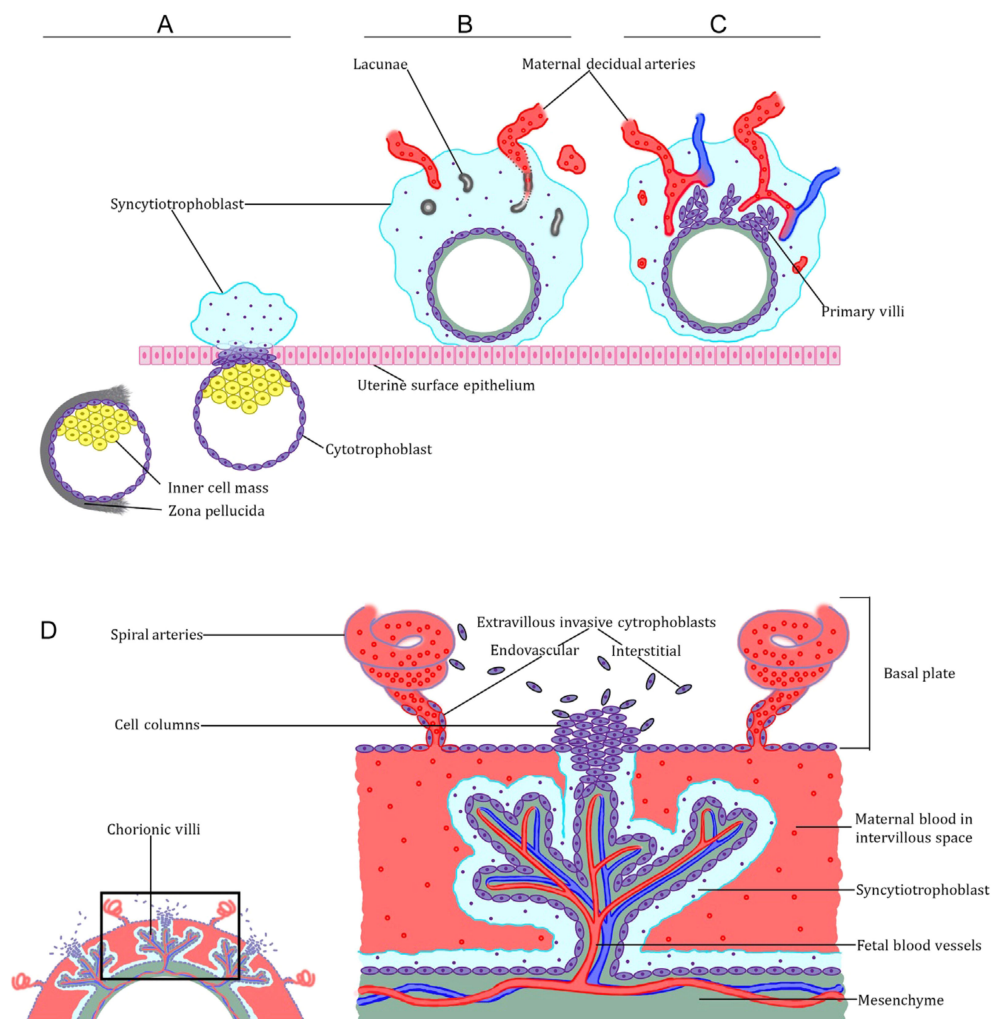 A
B
C
Lacunae
Maternal decidual arteries
Syncytiotrophoblast
Primary villi
Uterine surface epithelium
Cytotrophoblast
Inner cell mass
Zona pellucida
D
Extravillous invasive cytrophoblasts
Spiral arteries
Endovascular
Interstitial
Basal plate
Cell columns
Maternal blood in
intervillous space
Chorionic villi
Syncytiotrophoblast
Fetal blood vessels
Mesenchyme